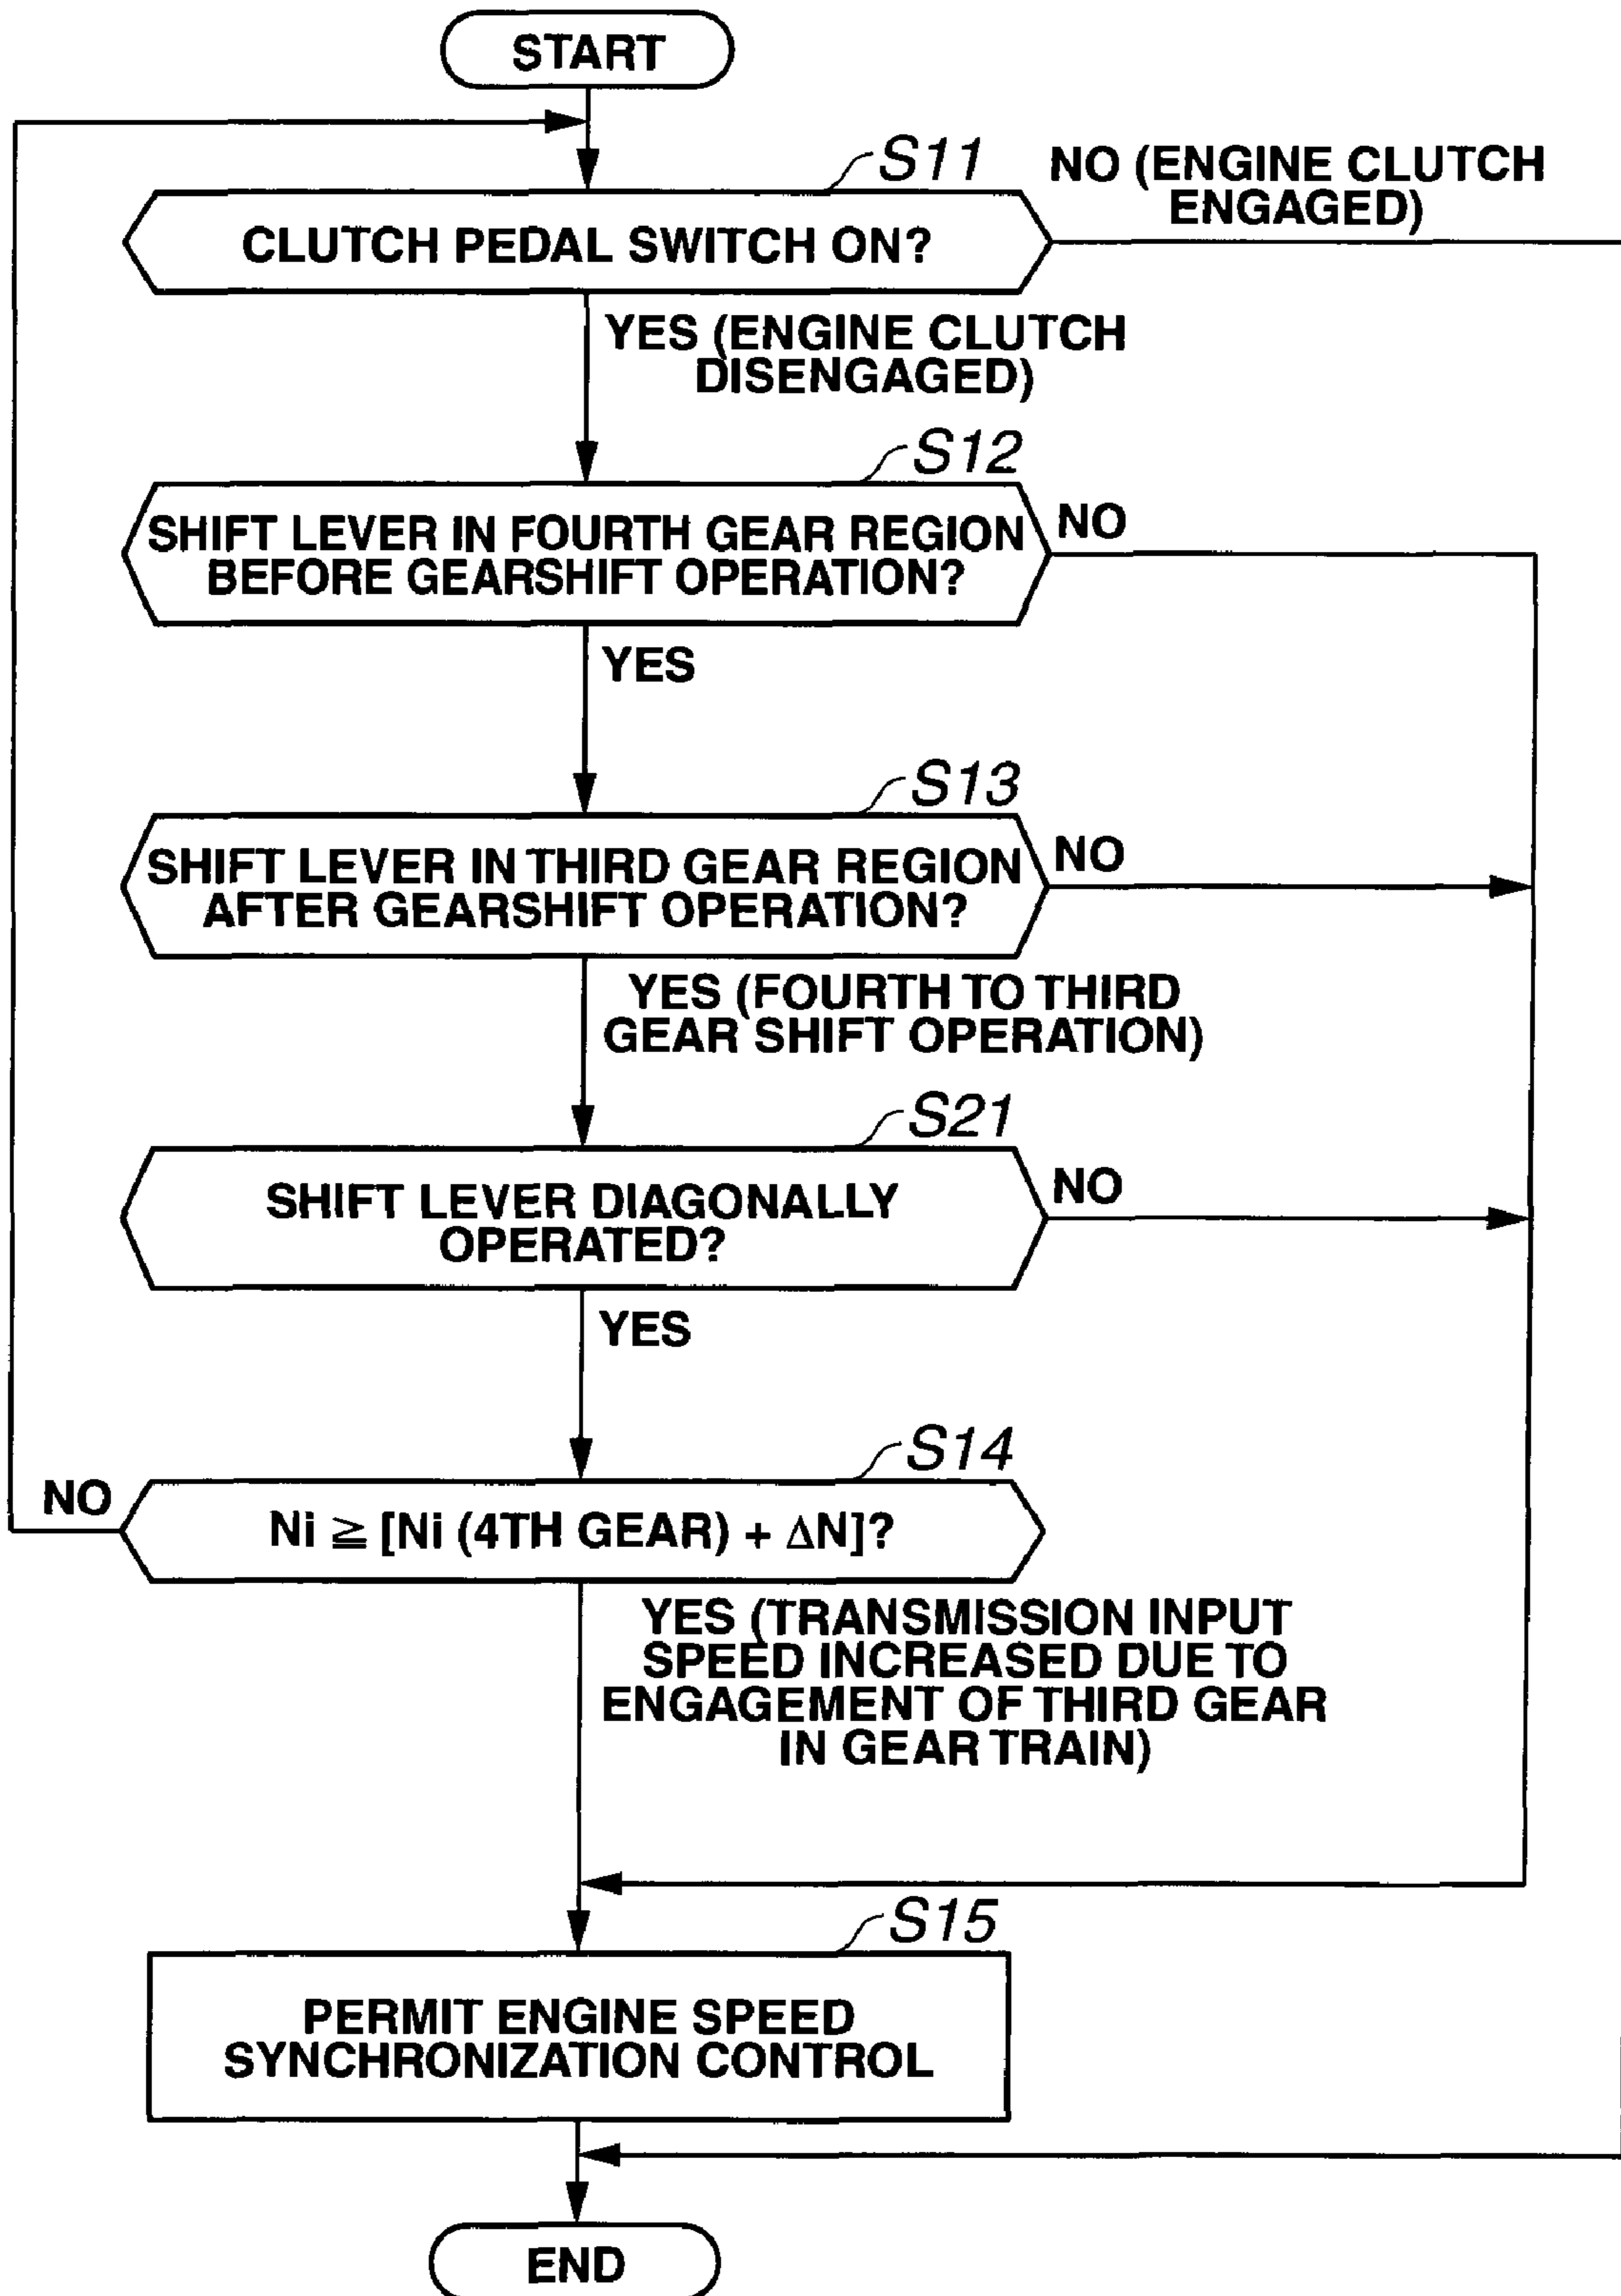 START
S11
NO (ENGINE CLUTCH
ENGAGED)
CLUTCH PEDAL SWITCH ON?
YES (ENGINE CLUTCH
DISENGAGED)
S12
SHIFT LEVER IN FOURTH GEAR REGION
BEFORE GEARSHIFT OPERATION?
NO
YES
S13
SHIFT LEVER IN THIRD GEAR REGION
AFTER GEARSHIFT OPERATION?
NO
YES (FOURTH TO THIRD
GEAR SHIFT OPERATION)
S21
SHIFT LEVER DIAGONALLY
OPERATED?
NO
YES
S14
NO
Ni ≧ [Ni (4TH GEAR) + ΔN]?
YES (TRANSMISSION INPUT
SPEED INCREASED DUE TO
ENGAGEMENT OF THIRD GEAR
IN GEAR TRAIN)
S15
PERMIT ENGINE SPEED
SYNCHRONIZATION CONTROL
END